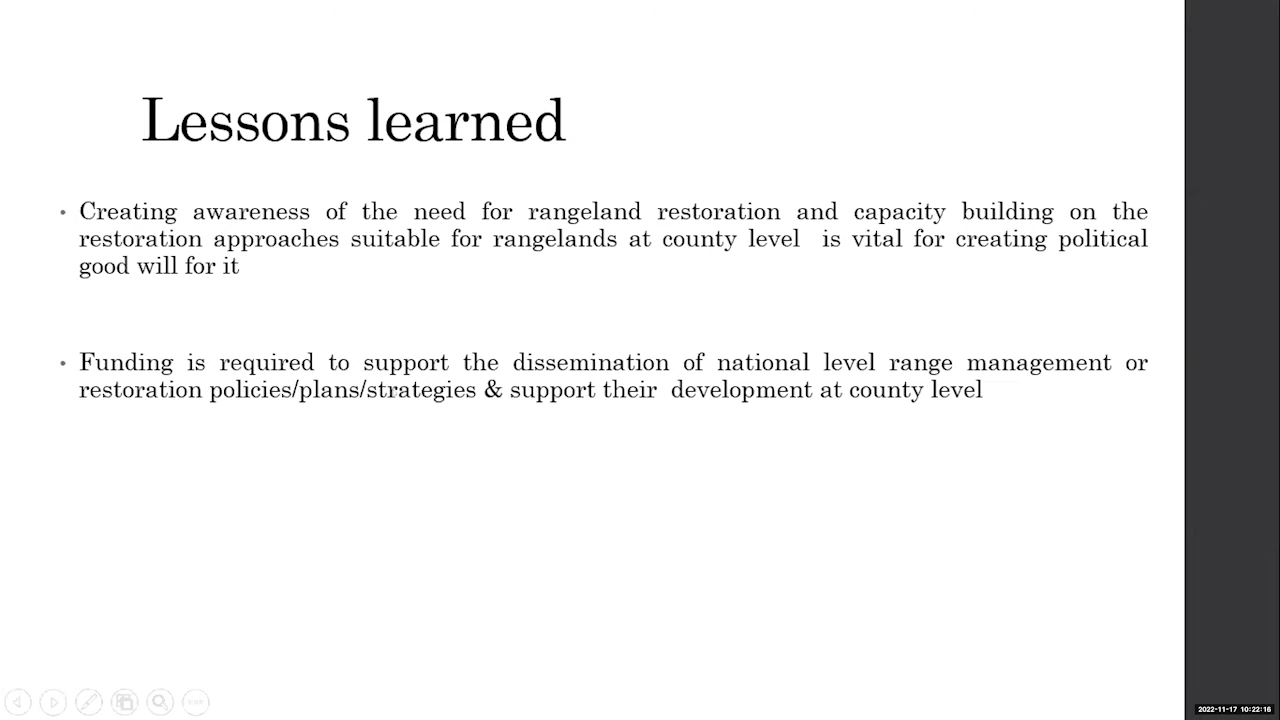 Lessons learned
• Creating awareness of the need for rangeland restoration and capacity building on the
restoration approaches suitable for rangelands at county level  is vital for creating political
good will for it
• Funding is required to support the dissemination of national level range management or
restoration policies/plans/strategies & support their  development at county level
2022-11-17 10:22:16